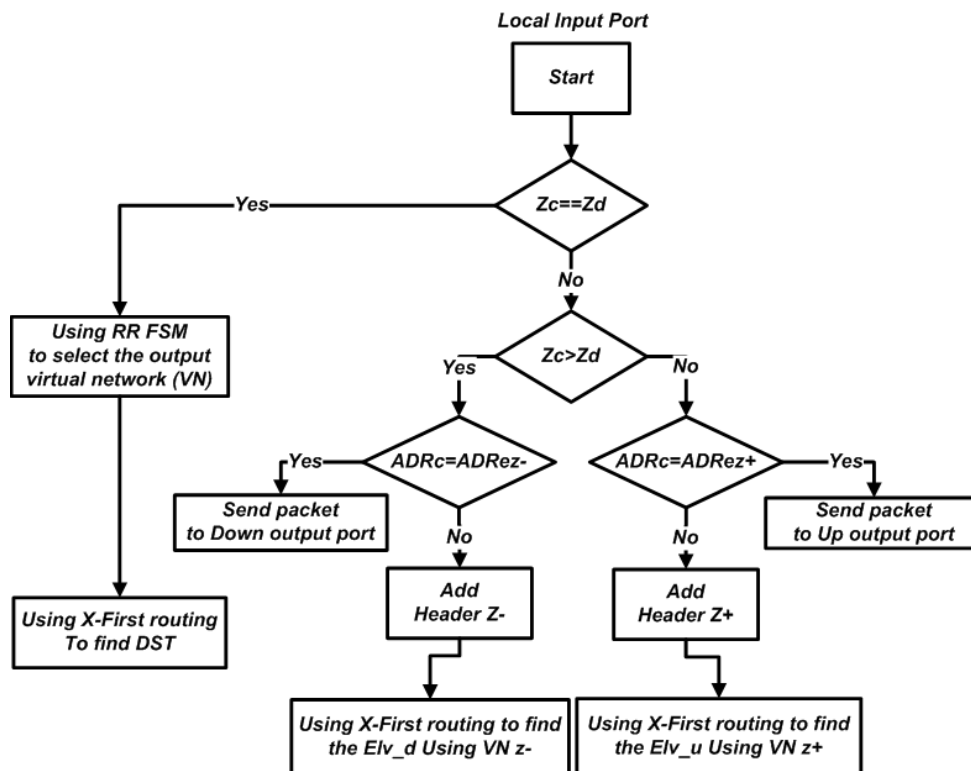 Local Input Port
Start
Zc==Zd
Yes
No
Using RR FSM
to select the output
virtual network (VN)
Zc>Zd
Yes
No
ADRc=ADRez-
ADRc=ADRez+
Yes
No
Yes
No
Send packet
to Down output port
Send packet
to Up output port
Add
Header Z-
Add
Header Z+
Using X-First routing
To find DST
Using X-First routing to find
the Elv_d Using VN z-
Using X-First routing to find
the Elv_u Using VN z+